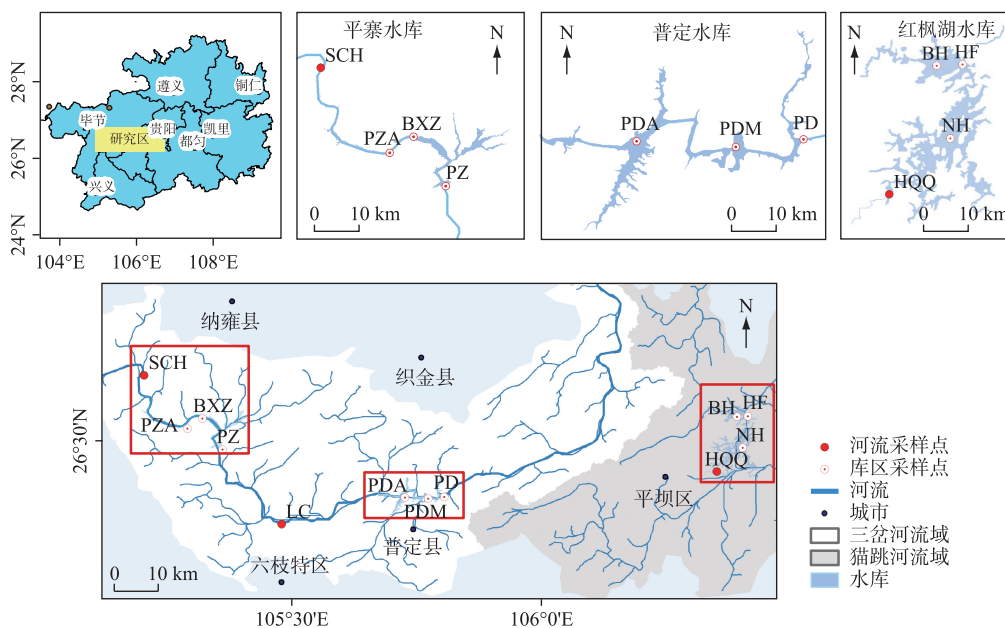 28°N
26°N
24°N
104°E
106°E
108°E
遵义
铜仁
毕节
研究区
贵阳
凯里
都匀
兴义
平寨水库
N
SCH
BXZ
PZA
PZ
0 10 km
普定水库
N
PDA
PDM
PD
0 10 km
红枫湖水库
N
BH
HF
NH
HQQ
0 10 km
26°30'N
纳雍县
N
织金县
SCH
BXZ
PZA
PZ
BH
HF
NH
HQQ
PDA
PD
PDM
LC
平坝区
普定县
六枝特区
0 10 km
105°30'E
106°0'E
河流采样点
库区采样点
河流
城市
三岔河流域
猫跳河流域
水库